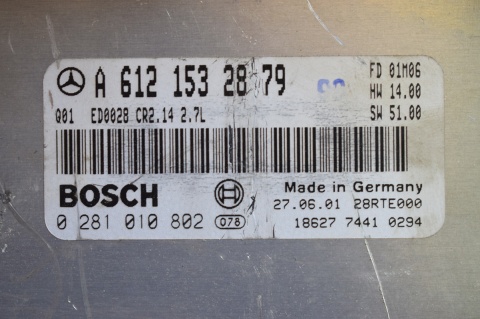 A 612 153 28 79
FD 01M06
HW 14.00
SW 51.00
Q01 ED0028 CR2.14 2.7L
BOSCH
0 281 010 802 078
Made in Germany
27.06.01 28RTE000
18627 7441 0294